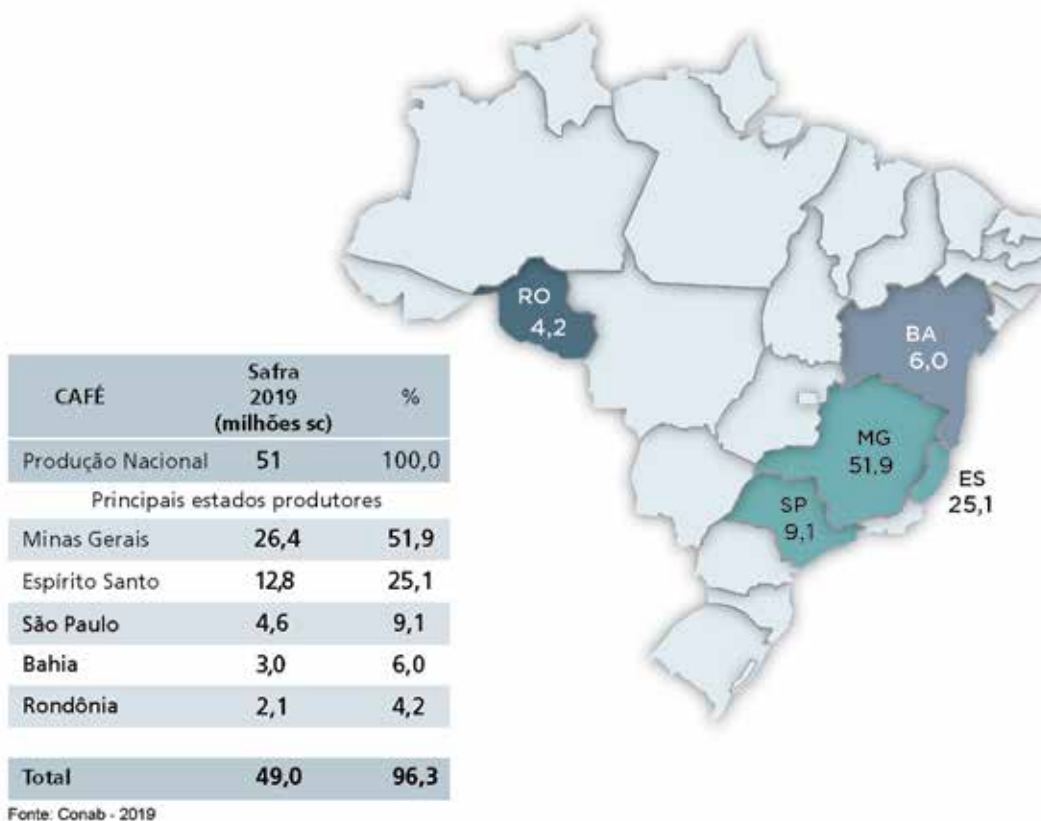 CAFÉ Safra 2019 (milhões sc) %
Produção Nacional 51 100,0
Principais estados produtores
Minas Gerais 26,4 51,9
Espírito Santo 12,8 25,1
São Paulo 4,6 9,1
Bahia 3,0 6,0
Rondônia 2,1 4,2
Total 49,0 96,3
Fonte: Conab - 2019
RO
4,2
BA
6,0
MG
51,9
ES
25,1
SP
9,1